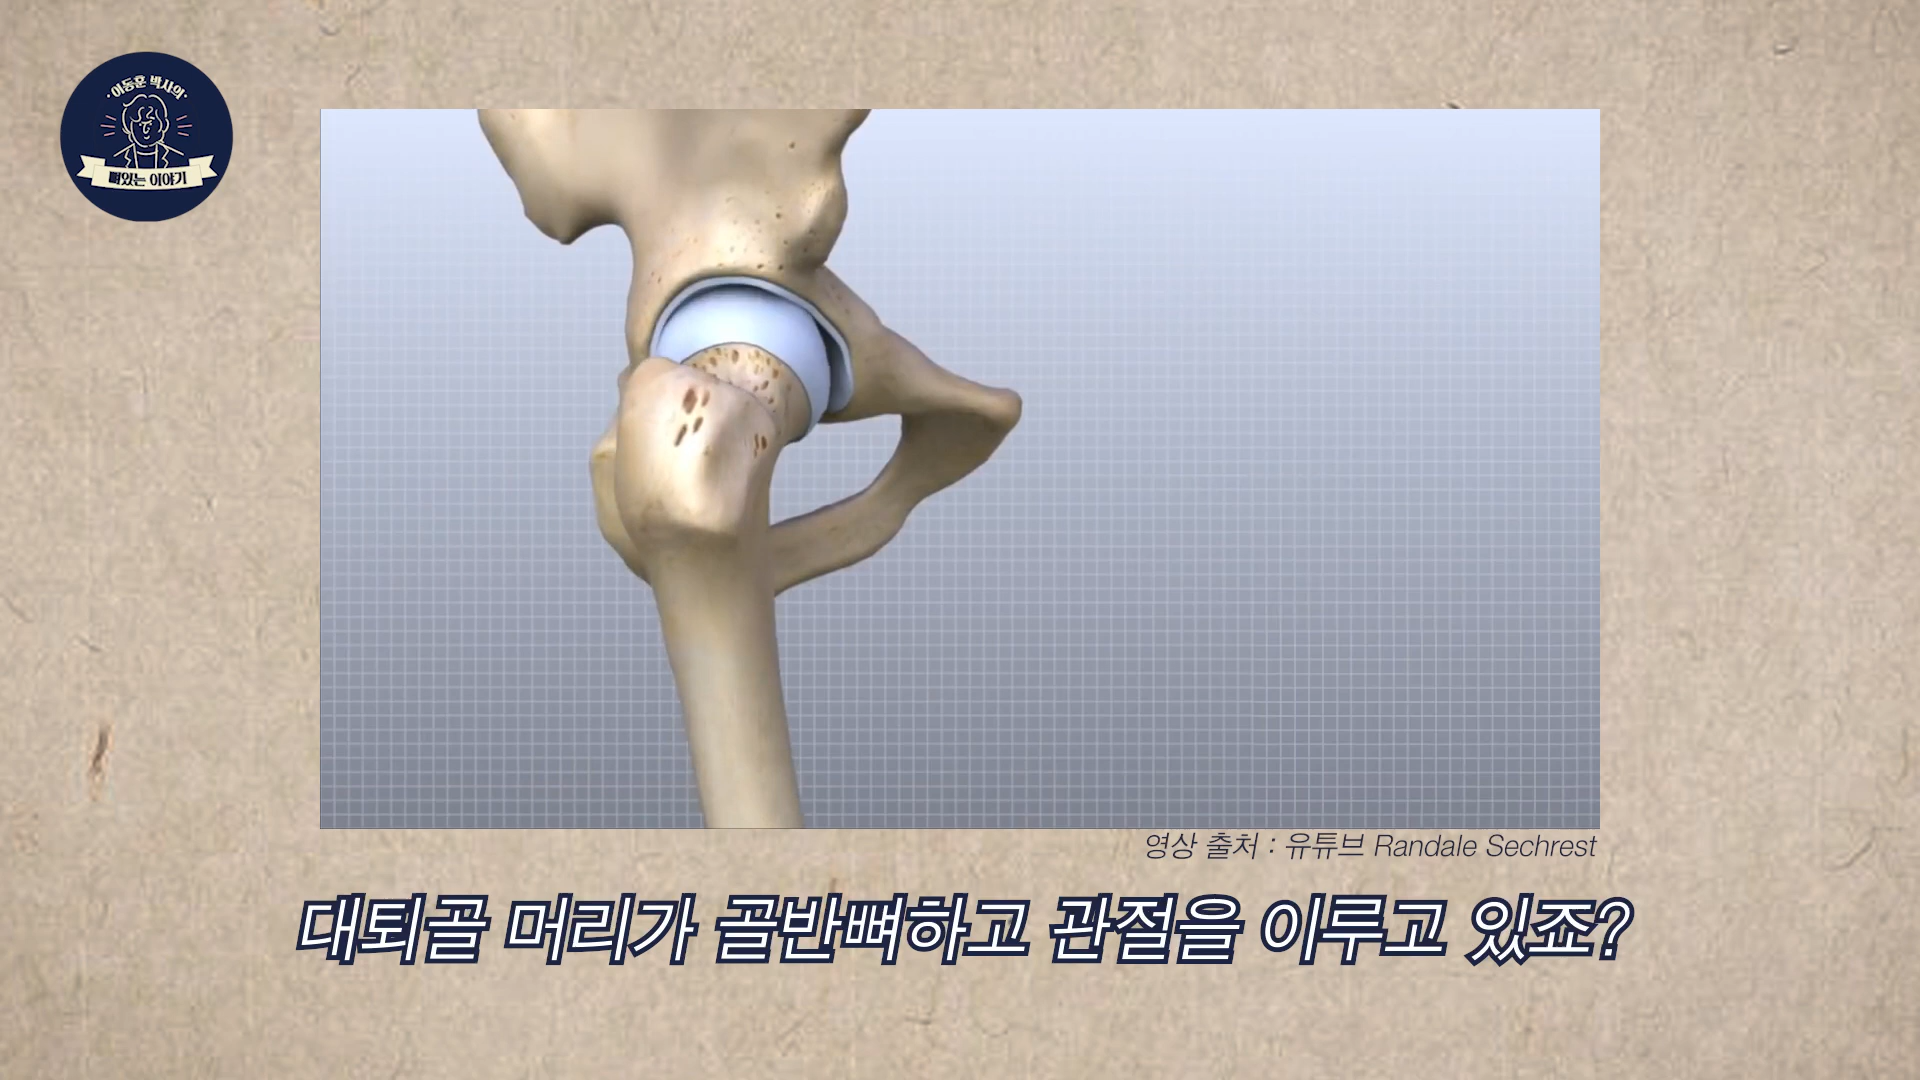 이동훈 박사의
뼈있는 이야기
영상 출처 : 유튜브 Randale Sechrest
대퇴골 머리가 골반뼈하고 관절을 이루고 있죠?